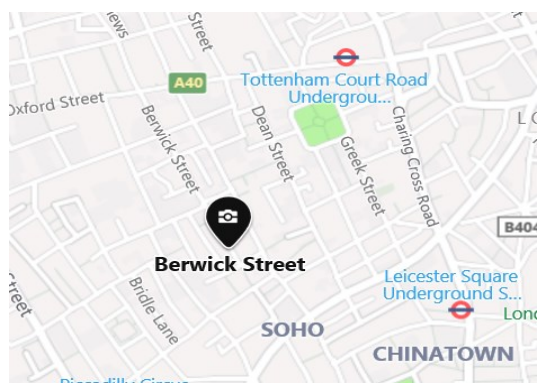 Street
A40
Tottenham Court Road
Undergrou...
Oxford Street
Berwick Street
Dean Street
Greek Street
Charing Cross Road
B404
Berwick Street
Bridle Lane
Street
Leicester Square
Underground S...
SOHO
CHINATOWN